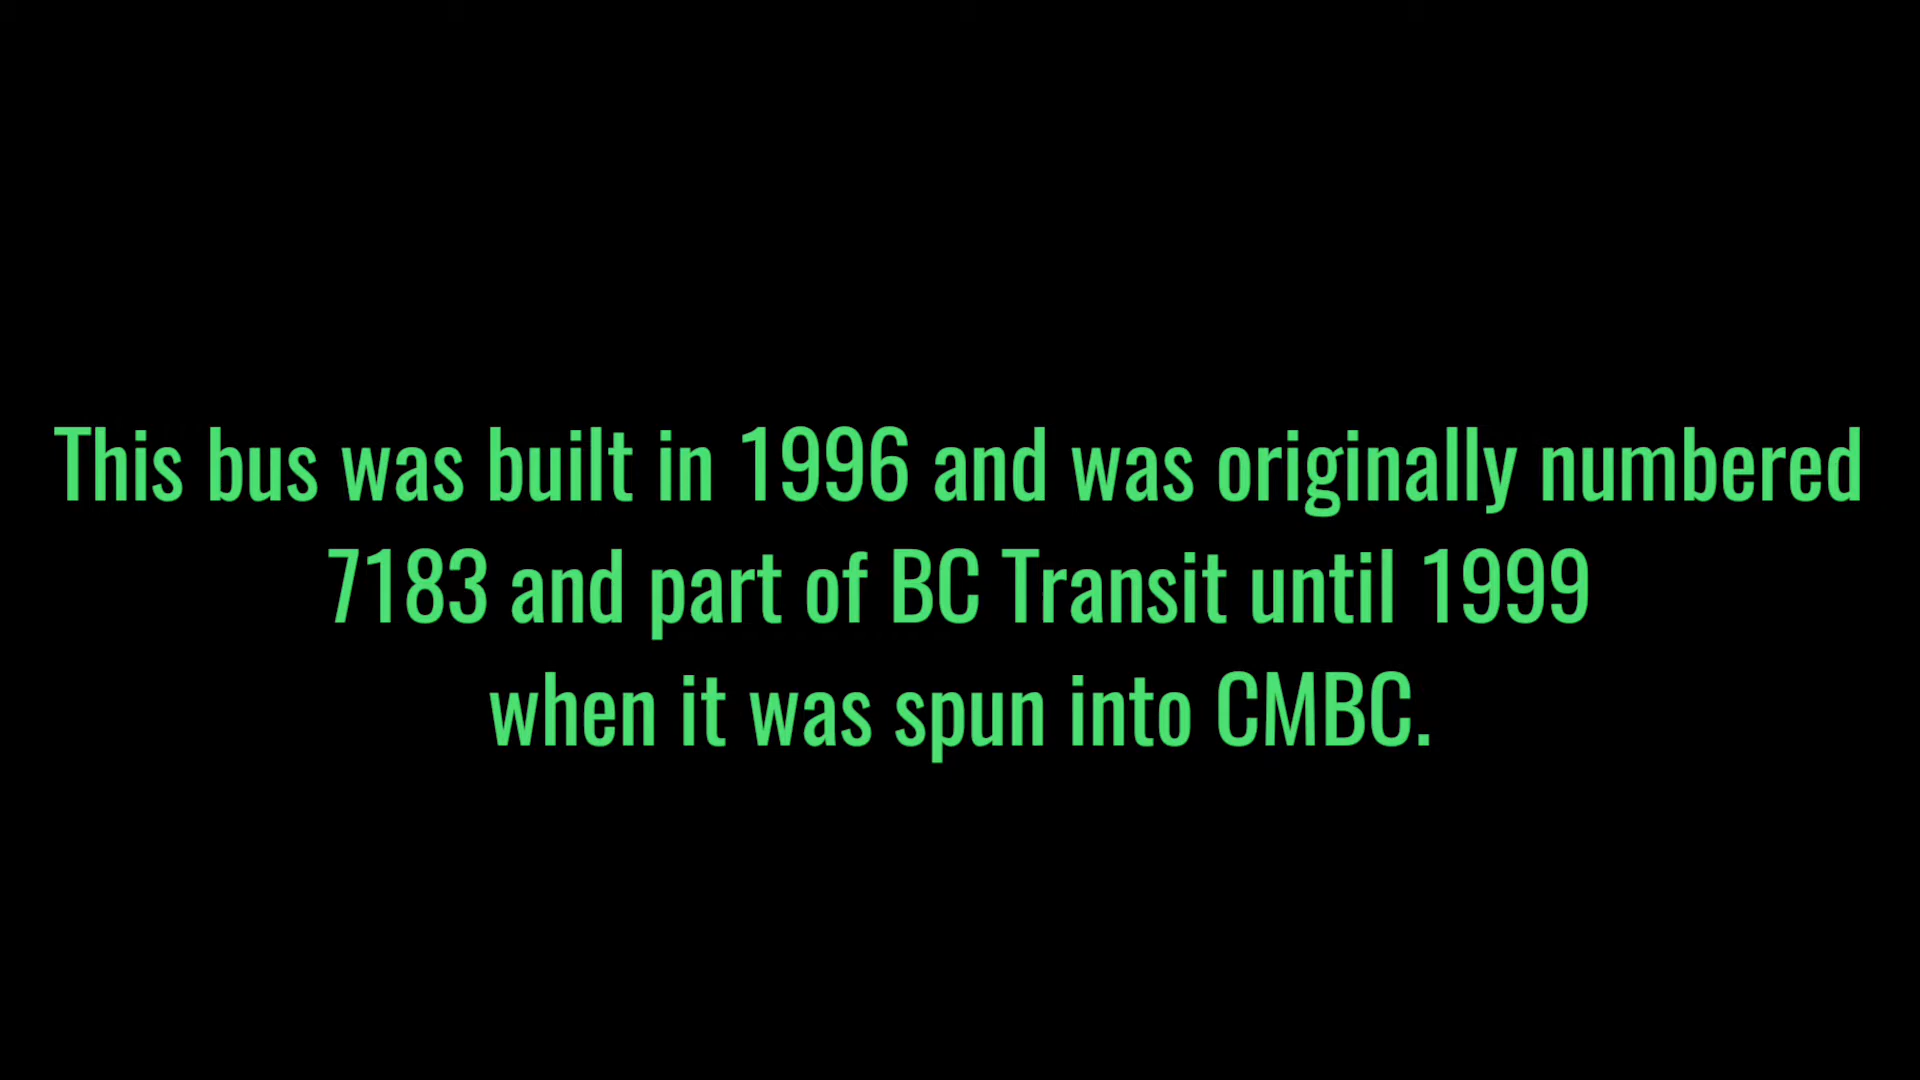 This bus was built in 1996 and was originally numbered
7183 and part of BC Transit until 1999
when it was spun into CMBC.